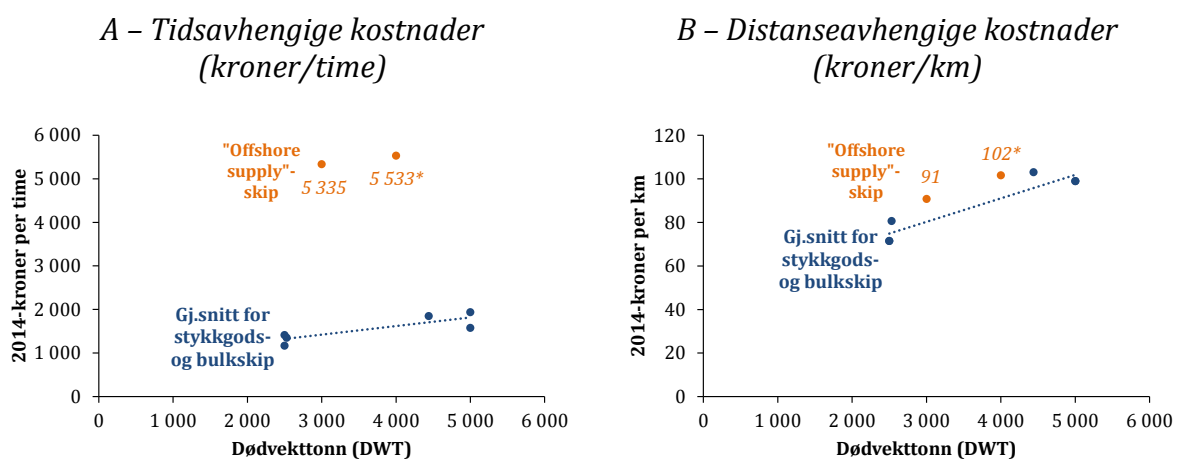 A – Tidsavhengige kostnader
(kroner/time)
2014-kroner per time
6 000
5 000
4 000
3 000
2 000
1 000
0
"Offshore
supply"-
skip
5 335
5 533*
Gj.snitt for
stykkgods-
og bulkskip
0
1 000
2 000
3 000
4 000
5 000
6 000
Dødvekttonn (DWT)
B – Distanseavhengige kostnader
(kroner/km)
2014-kroner per km
120
100
80
60
40
20
0
"Offshore
supply"-
skip
91
102*
Gj.snitt for
stykkgods-
og bulkskip
0
1 000
2 000
3 000
4 000
5 000
6 000
Dødvekttonn (DWT)